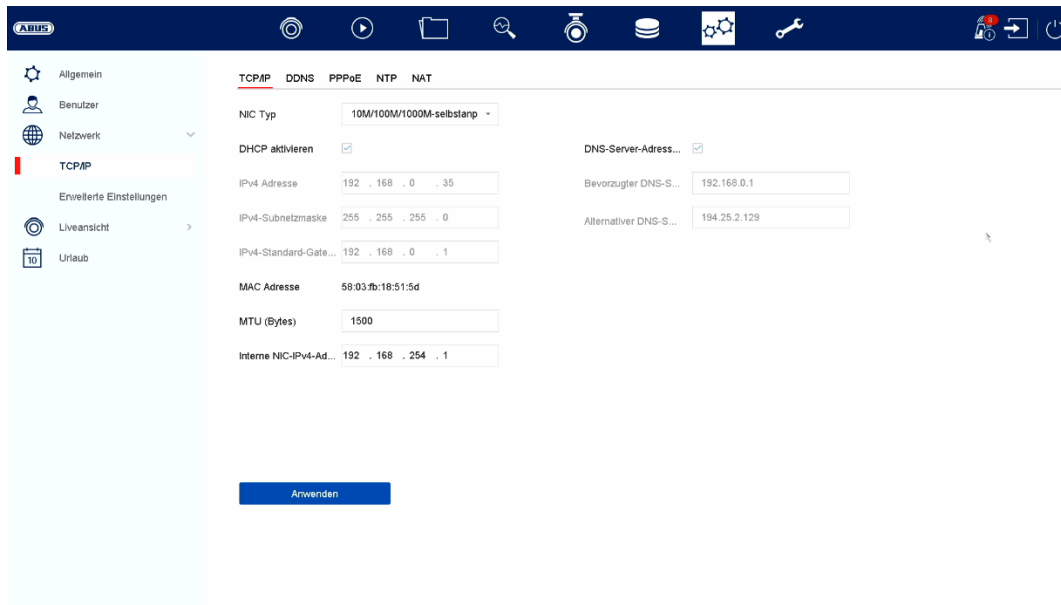 ABUS
8
Allgemein
Benutzer
Netzwerk
TCP/IP
Erweiterte Einstellungen
Liveansicht
10
Urlaub
TCP/IP DDNS PPPoE NTP NAT
NIC Typ 10M/100M/1000M-selbstanp
DHCP aktivieren DNS-Server-Adress...
IPv4 Adresse 192 . 168 . 0 . 35 Bevorzugter DNS-S... 192.168.0.1
IPv4-Subnetzmaske 255 . 255 . 255 . 0 Alternativer DNS-S... 194.25.2.129
IPv4-Standard-Gate... 192 . 168 . 0 . 1
MAC Adresse 58:03:fb:18:51:5d
MTU (Bytes) 1500
Interne NIC-IPv4-Ad... 192 . 168 . 254 . 1
Anwenden